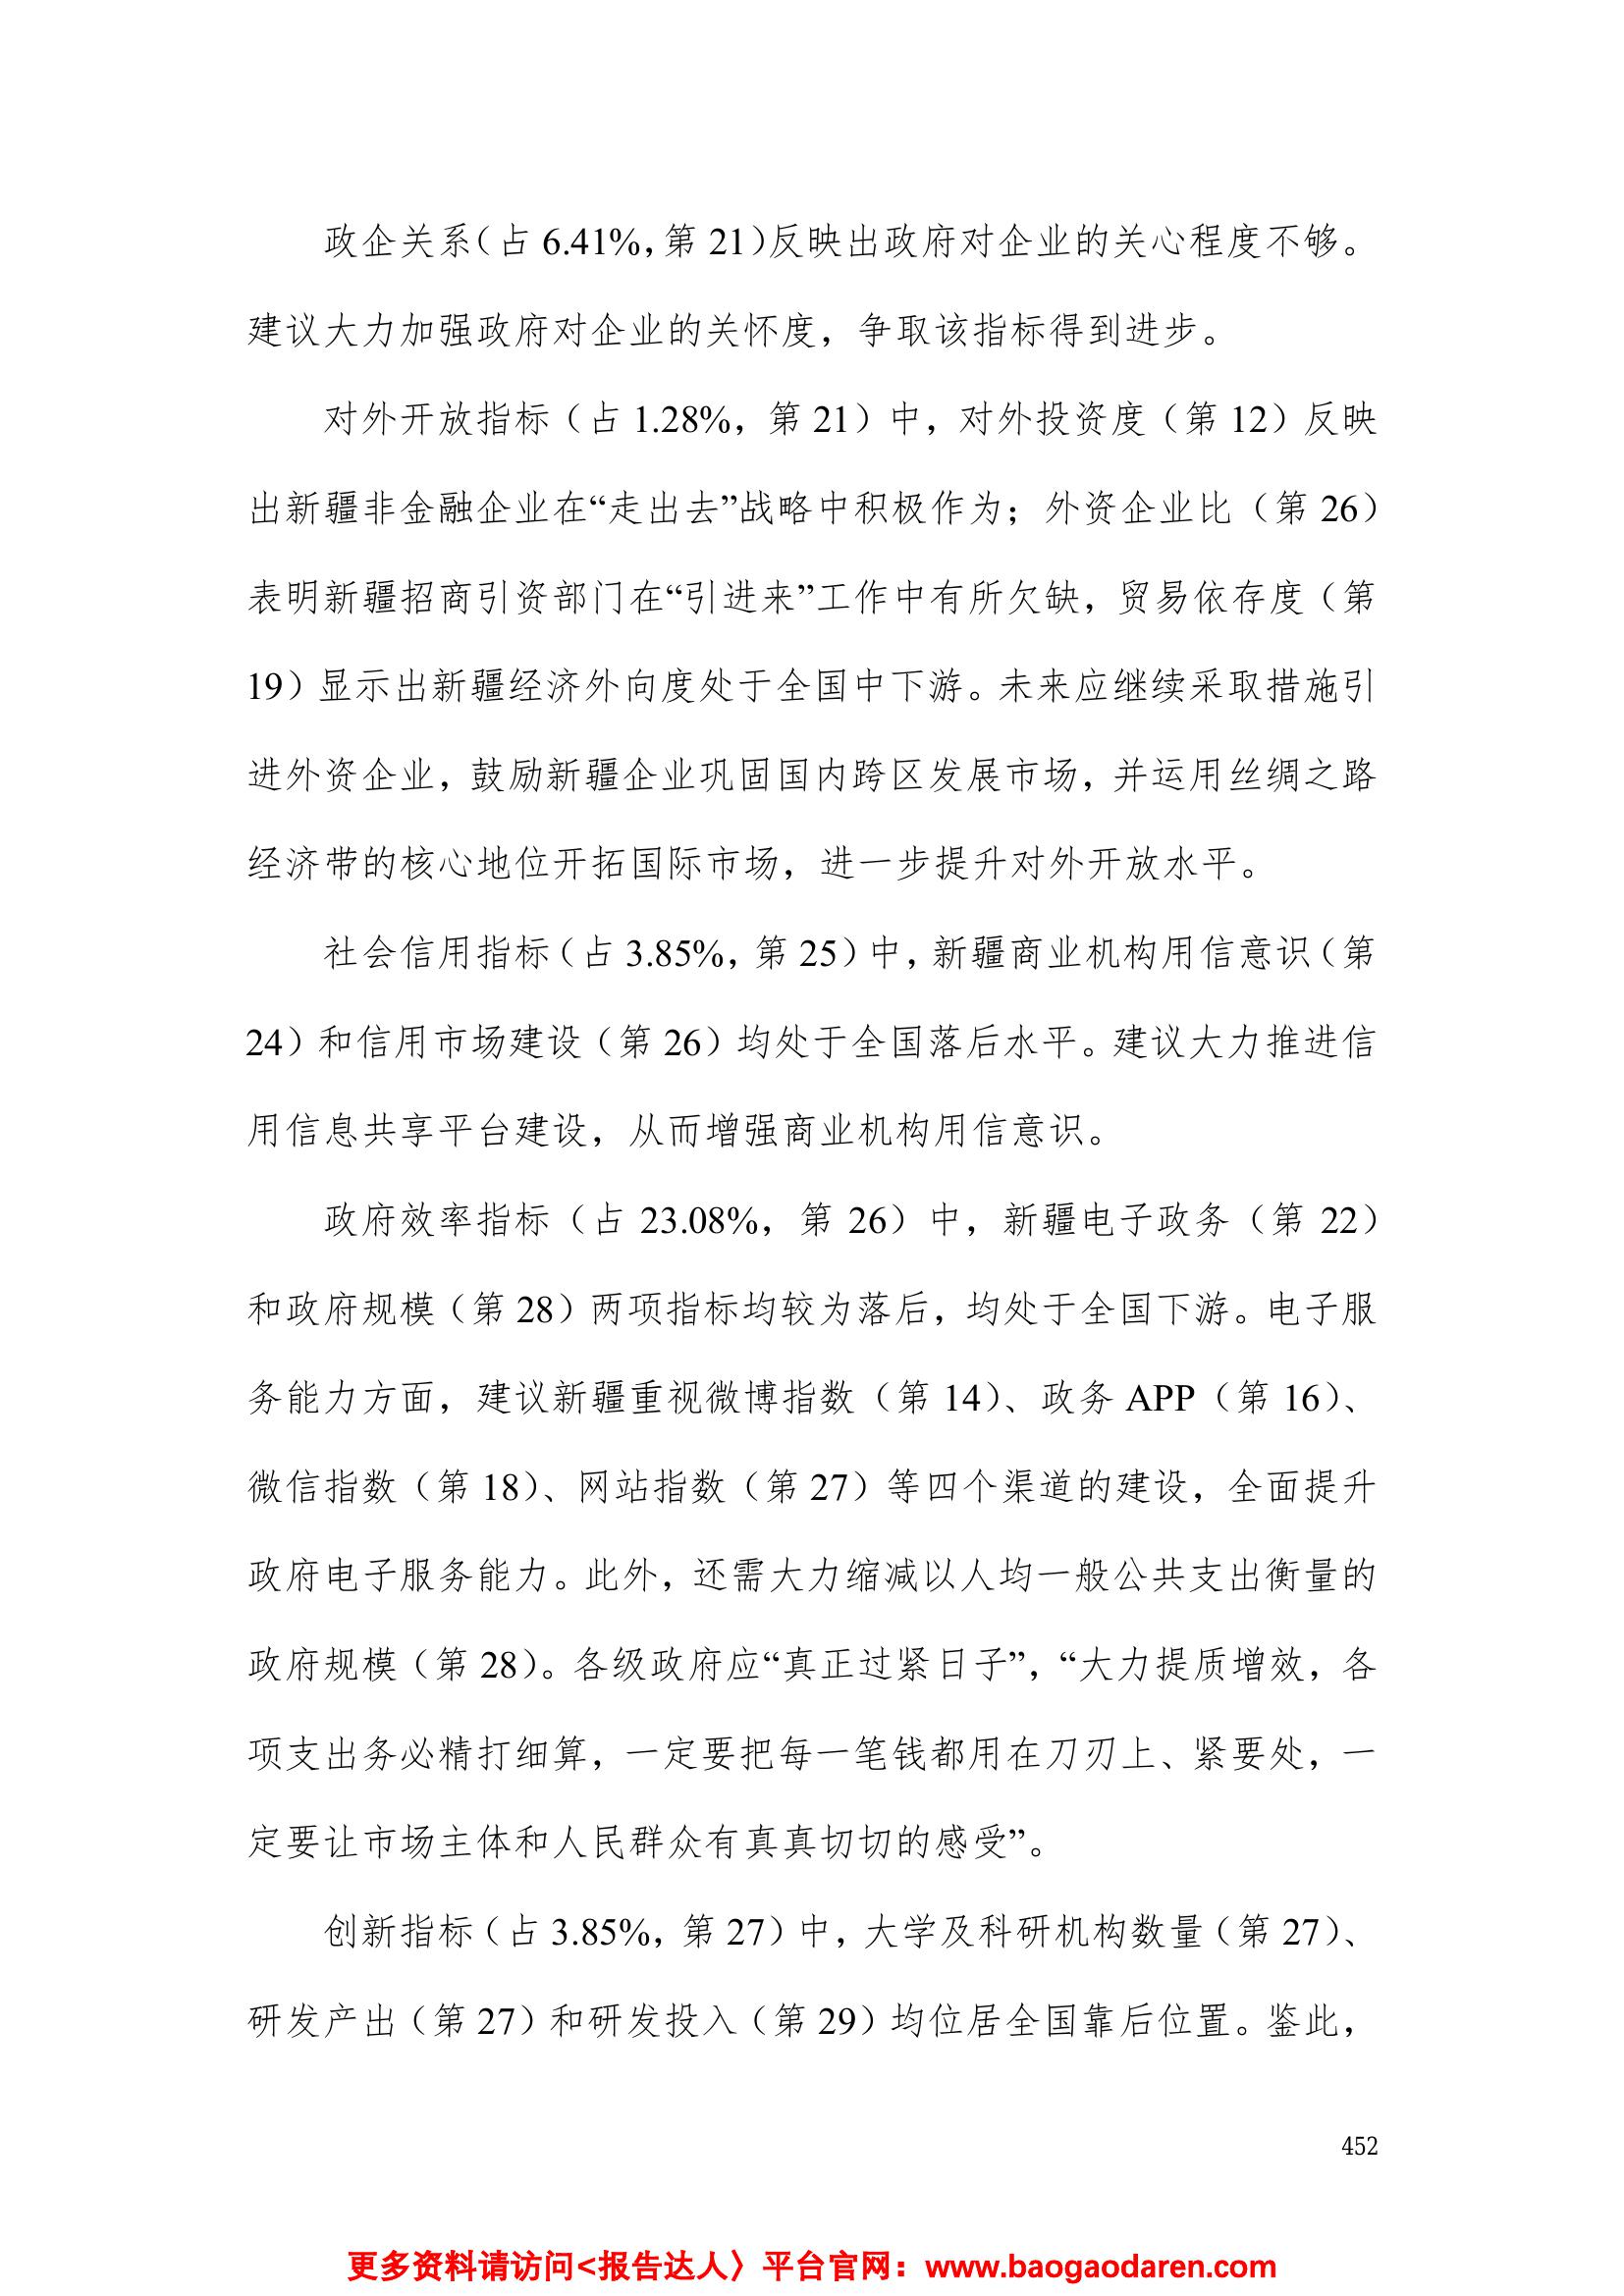 政企关系（占 6.41%，第 21）反映出政府对企业的关心程度不够。
建议大力加强政府对企业的关怀度，争取该指标得到进步。
对外开放指标（占 1.28%，第 21）中，对外投资度（第 12）反映
出新疆非金融企业在“走出去”战略中积极作为；外资企业比（第 26）
表明新疆招商引资部门在“引进来”工作中有所欠缺，贸易依存度（第
19）显示出新疆经济外向度处于全国中下游。未来应继续采取措施引
进外资企业，鼓励新疆企业巩固国内跨区发展市场，并运用丝绸之路
经济带的核心地位开拓国际市场，进一步提升对外开放水平。
社会信用指标（占 3.85%，第 25）中，新疆商业机构用信意识（第
24）和信用市场建设（第 26）均处于全国落后水平。建议大力推进信
用信息共享平台建设，从而增强商业机构用信意识。
政府效率指标（占 23.08%，第 26）中，新疆电子政务（第 22）
和政府规模（第 28）两项指标均较为落后，均处于全国下游。电子服
务能力方面，建议新疆重视微博指数（第 14）、政务 APP（第 16）、
微信指数（第 18）、网站指数（第 27）等四个渠道的建设，全面提升
政府电子服务能力。此外，还需大力缩减以人均一般公共支出衡量的
政府规模（第 28）。各级政府应“真正过紧日子”，“大力提质增效，各
项支出务必精打细算，一定要把每一笔钱都用在刀刃上、紧要处，一
定要让市场主体和人民群众有真真切切的感受”。
创新指标（占 3.85%，第 27）中，大学及科研机构数量（第 27）、
研发产出（第 27）和研发投入（第 29）均位居全国靠后位置。鉴此，
452
更多资料请访问<报告达人〉平台官网：www.baogaodaren.com